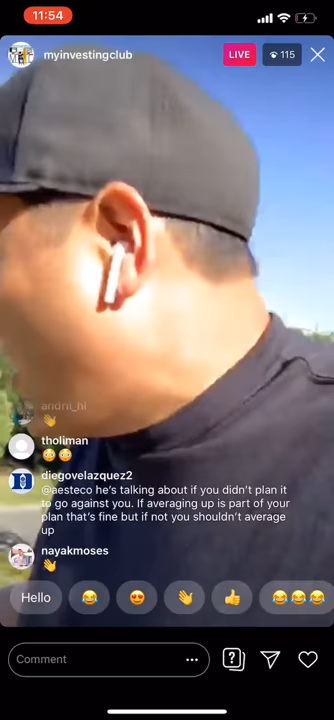 11:54
myinvestingclub
LIVE
115
andrii_hl
👋
tholiman
😳😳
diegovelazquez2
@aesteco he's talking about if you didn't plan it
to go against you. If averaging up is part of your
plan that's fine but if not you shouldn't average
up
nayakmoses
👋
Hello 😂 😍 👋 👍 😂😂😂
Comment